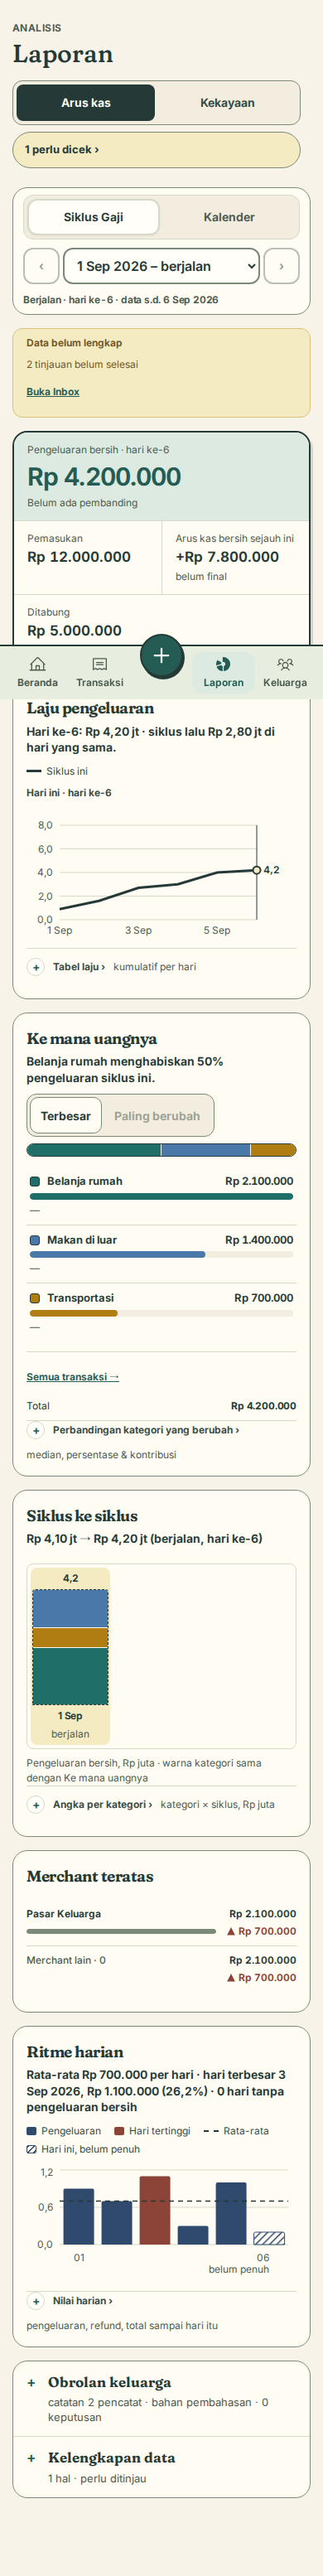 ANALISIS
Laporan
Arus kas
Kekayaan
1 perlu dicek ›
Siklus Gaji
Kalender
‹
1 Sep 2026 – berjalan
›
Berjalan · hari ke-6 · data s.d. 6 Sep 2026
Data belum lengkap
2 tinjauan belum selesai
Buka Inbox
Pengeluaran bersih · hari ke-6
Rp 4.200.000
Belum ada pembanding
Pemasukan
Rp 12.000.000
Arus kas bersih sejauh ini
+Rp 7.800.000
belum final
Ditabung
Rp 5.000.000
+
Beranda
Transaksi
Laporan
Keluarga
Laju pengeluaran
Hari ke-6: Rp 4,20 jt · siklus lalu Rp 2,80 jt di
hari yang sama.
Siklus ini
Hari ini · hari ke-6
8,0
6,0
4,0
2,0
0,0
4,2
1 Sep
3 Sep
5 Sep
+ Tabel laju › kumulatif per hari
Ke mana uangnya
Belanja rumah menghabiskan 50%
pengeluaran siklus ini.
Terbesar
Paling berubah
Belanja rumah Rp 2.100.000
—
Makan di luar Rp 1.400.000
—
Transportasi Rp 700.000
—
Semua transaksi →
Total Rp 4.200.000
+ Perbandingan kategori yang berubah ›
median, persentase & kontribusi
Siklus ke siklus
Rp 4,10 jt → Rp 4,20 jt (berjalan, hari ke-6)
4,2
1 Sep
berjalan
Pengeluaran bersih, Rp juta · warna kategori sama
dengan Ke mana uangnya
+ Angka per kategori › kategori × siklus, Rp juta
Merchant teratas
Pasar Keluarga Rp 2.100.000
▲ Rp 700.000
Merchant lain · 0 Rp 2.100.000
▲ Rp 700.000
Ritme harian
Rata-rata Rp 700.000 per hari · hari terbesar 3
Sep 2026, Rp 1.100.000 (26,2%) · 0 hari tanpa
pengeluaran bersih
Pengeluaran Hari tertinggi Rata-rata
Hari ini, belum penuh
1,2
0,6
0,0
01
06
belum penuh
+ Nilai harian ›
pengeluaran, refund, total sampai hari itu
+ Obrolan keluarga
catatan 2 pencatat · bahan pembahasan · 0
keputusan
+ Kelengkapan data
1 hal · perlu ditinjau